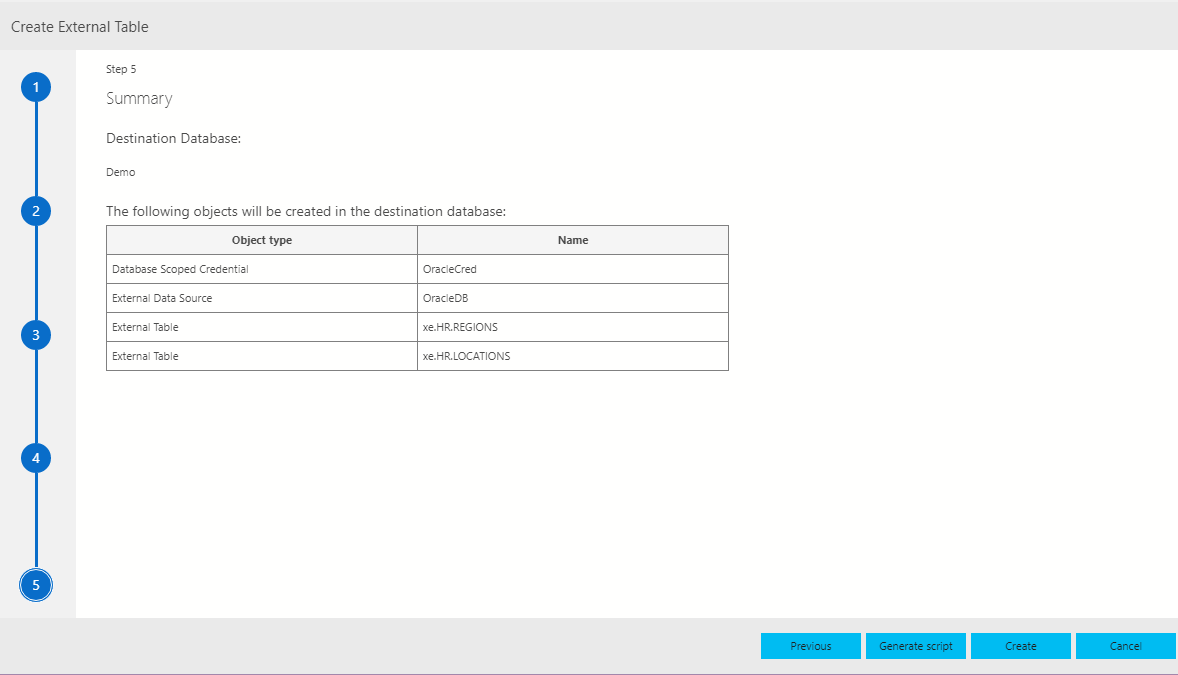 Create External Table
1
2
3
4
5
Step 5
Summary
Destination Database:
Demo
The following objects will be created in the destination database:
Object type Name
Database Scoped Credential OracleCred
External Data Source OracleDB
External Table xe.HR.REGIONS
External Table xe.HR.LOCATIONS
Previous Generate script Create Cancel